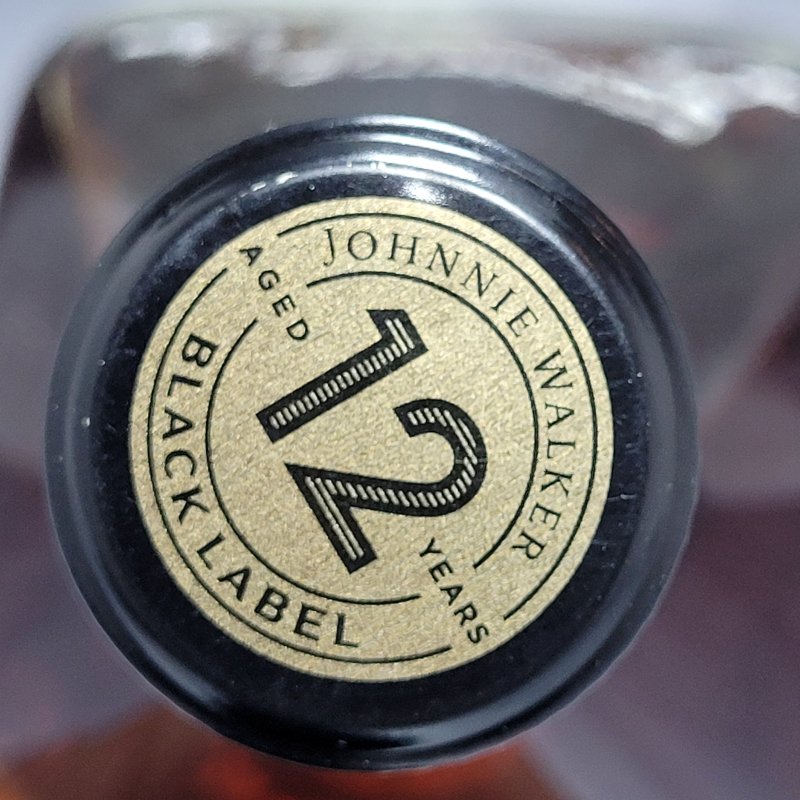 JOHNNIE WALKER
AGED
12
YEARS
BLACK LABEL